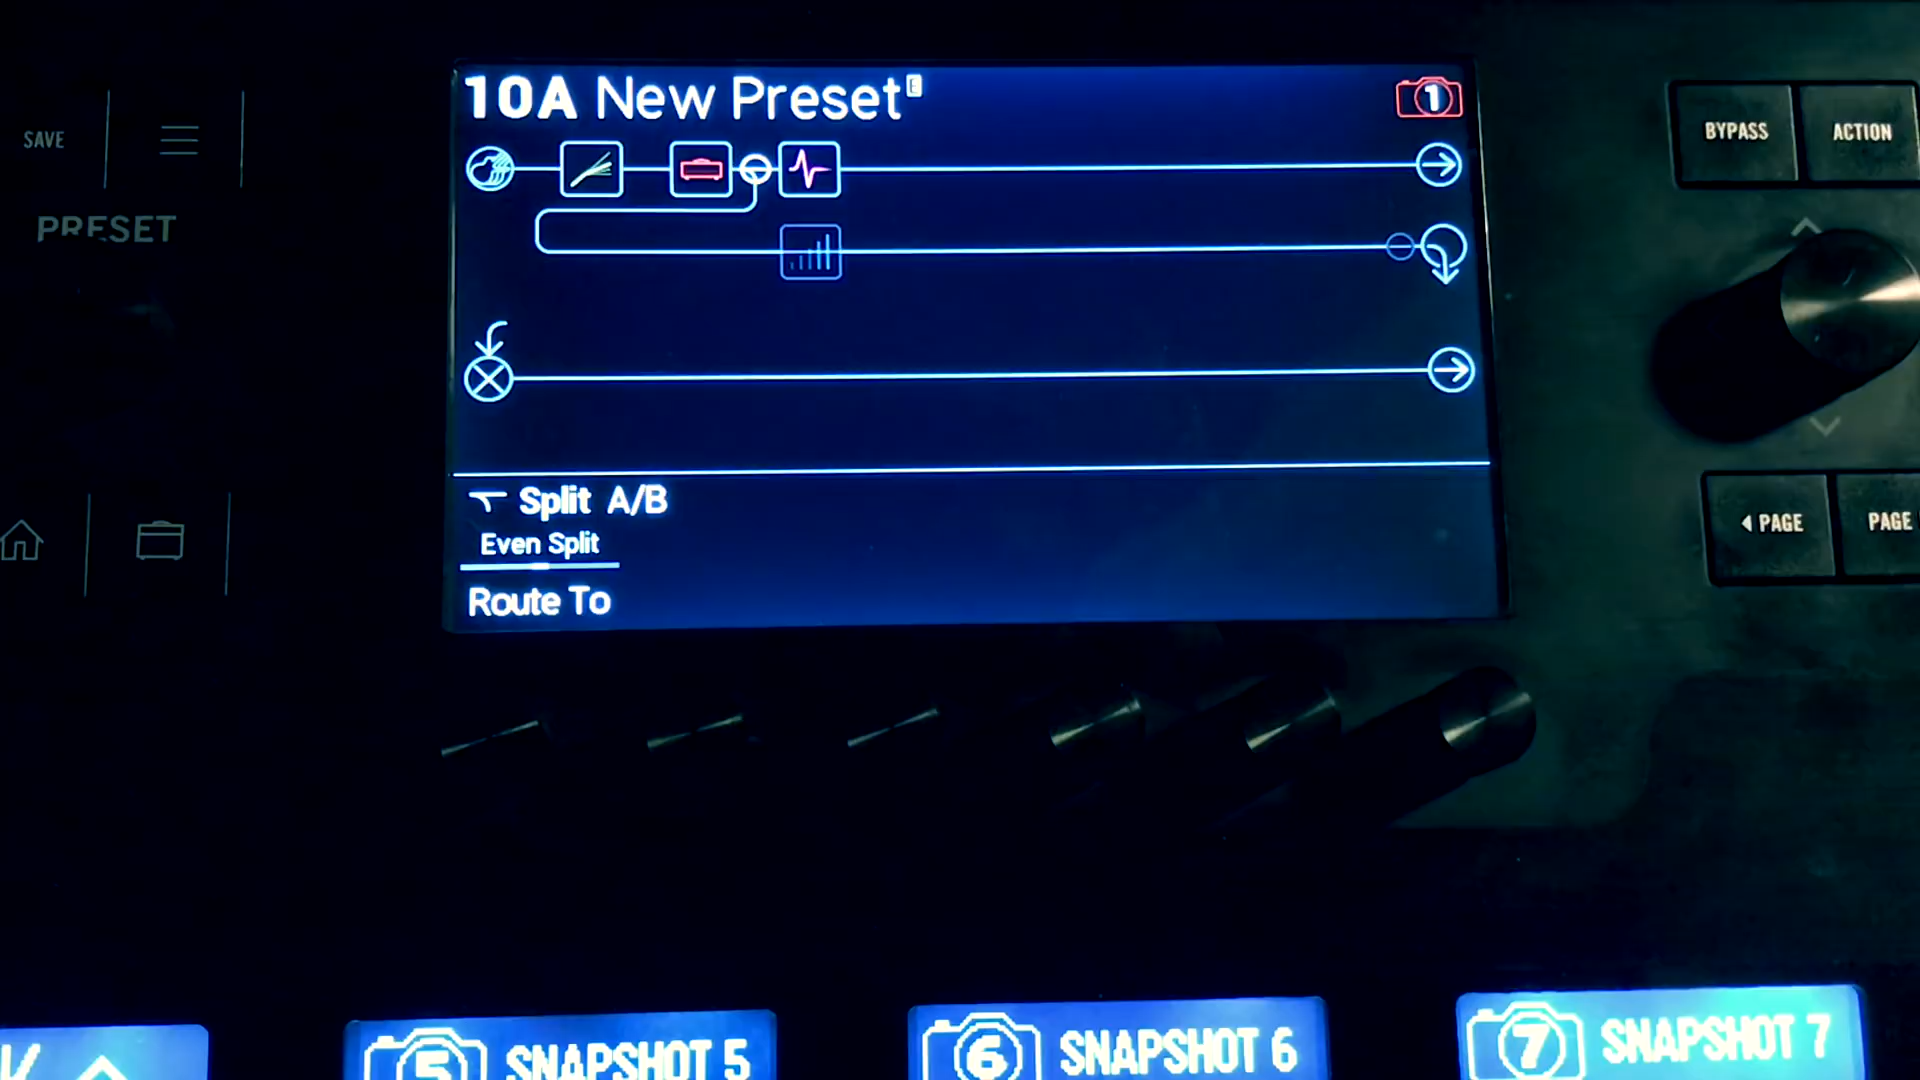 10A New Preset E
1
SAVE
BYPASS
ACTION
PRESET
Split A/B
Even Split
PAGE
PAGE
Route To
5 SNAPSHOT 5
6 SNAPSHOT 6
7 SNAPSHOT 7